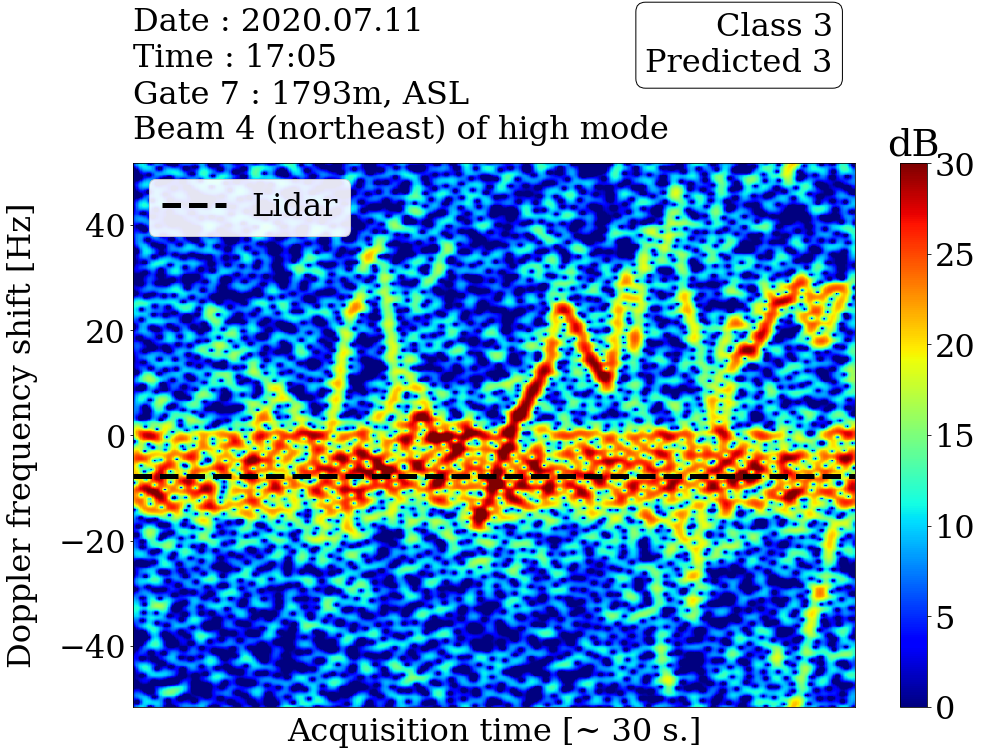 Date : 2020.07.11
Time : 17:05
Gate 7 : 1793m, ASL
Beam 4 (northeast) of high mode
Class 3
Predicted 3
dB
Lidar
Doppler frequency shift [Hz]
40
20
0
−20
−40
30
25
20
15
10
5
0
Acquisition time [~ 30 s.]